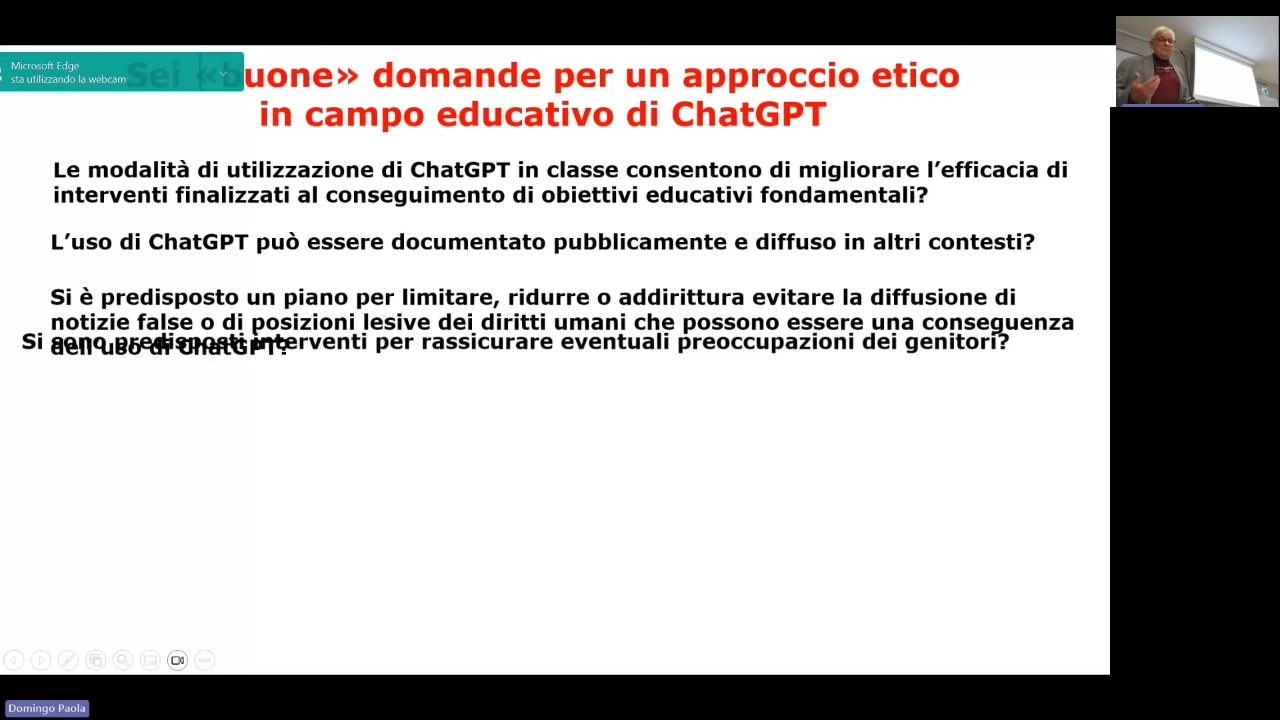 Microsoft Edge
sta utilizzando la webcam
Sei «buone» domande per un approccio etico
in campo educativo di ChatGPT
Le modalità di utilizzazione di ChatGPT in classe consentono di migliorare l’efficacia di
interventi finalizzati al conseguimento di obiettivi educativi fondamentali?
L’uso di ChatGPT può essere documentato pubblicamente e diffuso in altri contesti?
Si è predisposto un piano per limitare, ridurre o addirittura evitare la diffusione di
notizie false o di posizioni lesive dei diritti umani che possono essere una conseguenza
dell’uso di ChatGPT?
Si sono predisposti interventi per rassicurare eventuali preoccupazioni dei genitori?
Domingo Paola